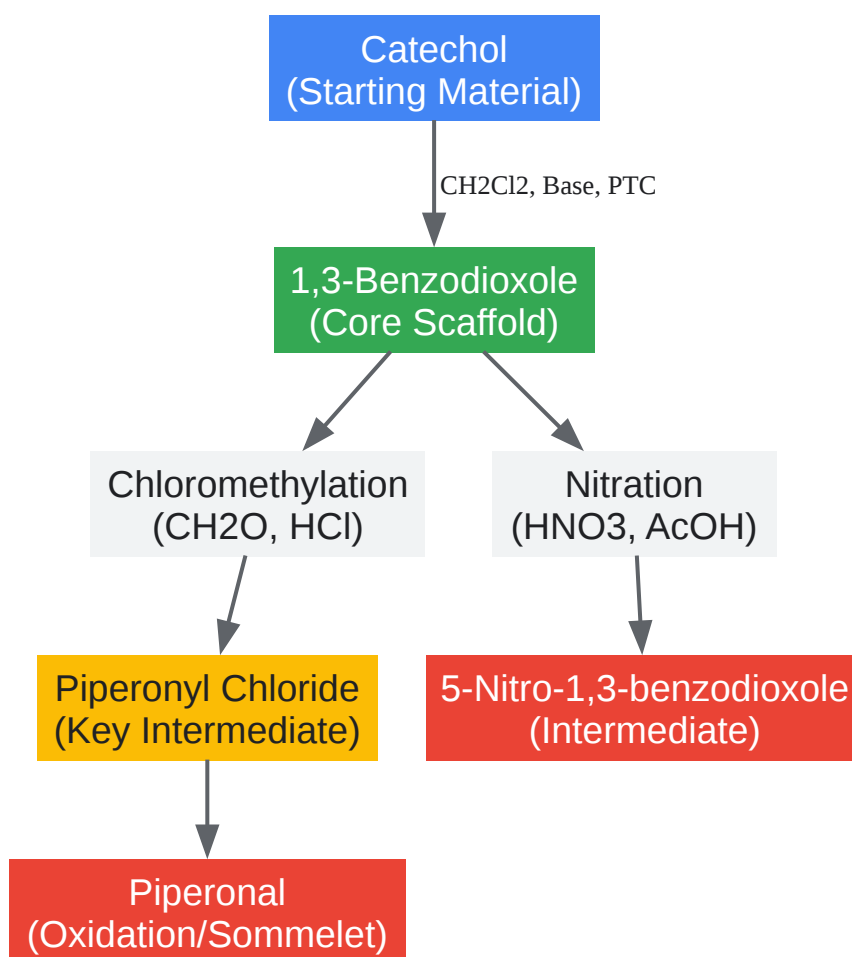 Catechol
(Starting Material)
CH2Cl2, Base, PTC
1,3-Benzodioxole
(Core Scaffold)
Chloromethylation
(CH2O, HCl)
Nitration
(HNO3, AcOH)
Piperonyl Chloride
(Key Intermediate)
5-Nitro-1,3-benzodioxole
(Intermediate)
Piperonal
(Oxidation/Sommelet)